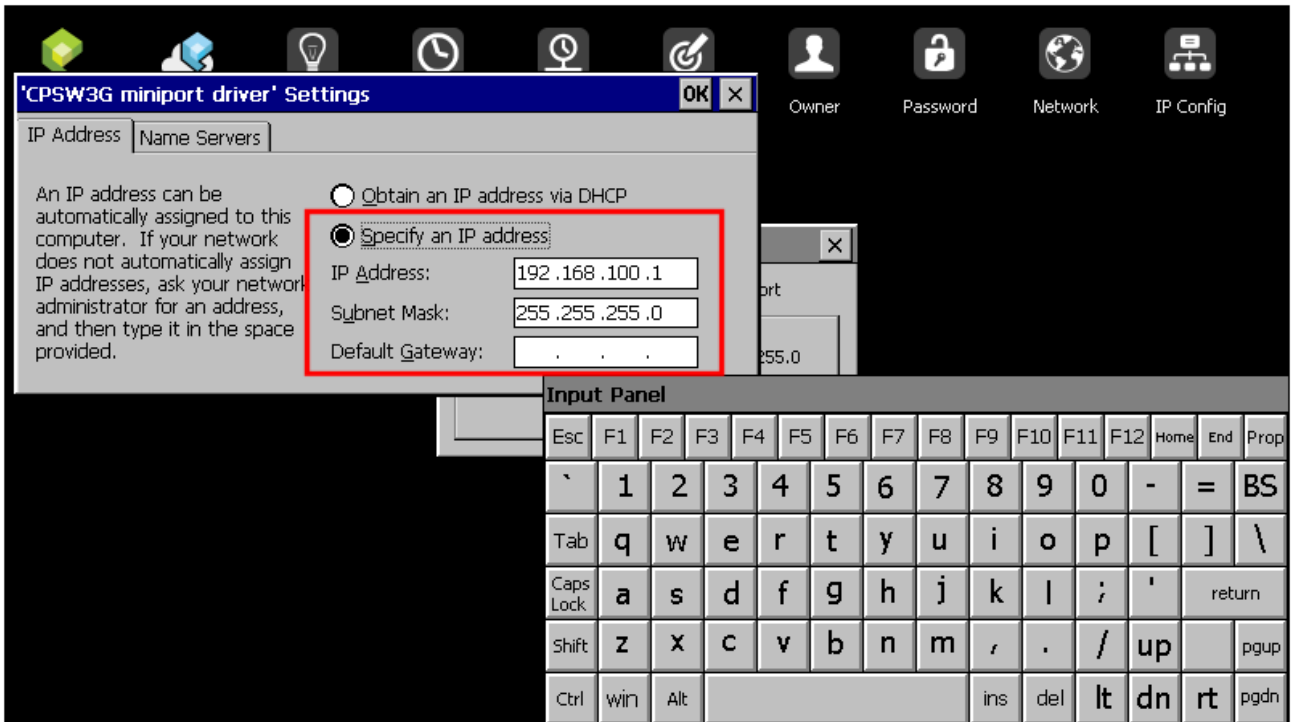 'CPSW3G miniport driver' Settings
OK
×
Owner
Password
Network
IP Config
IP Address
Name Servers
An IP address can be
automatically assigned to this
computer. If your network
does not automatically assign
IP addresses, ask your network
administrator for an address,
and then type it in the space
provided.
Obtain an IP address via DHCP
Specify an IP address
IP Address:
192 .168 .100 .1
Subnet Mask:
255 .255 .255 .0
Default Gateway:
. . .
×
ort
255.0
Input Panel
Esc F1 F2 F3 F4 F5 F6 F7 F8 F9 F10 F11 F12 Home End Prop
` 1 2 3 4 5 6 7 8 9 0 - = BS
Tab q w e r t y u i o p [ ] \
Caps Lock a s d f g h j k l ; ' return
Shift z x c v b n m , . / up pgup
Ctrl win Alt ins del lt dn rt pgdn